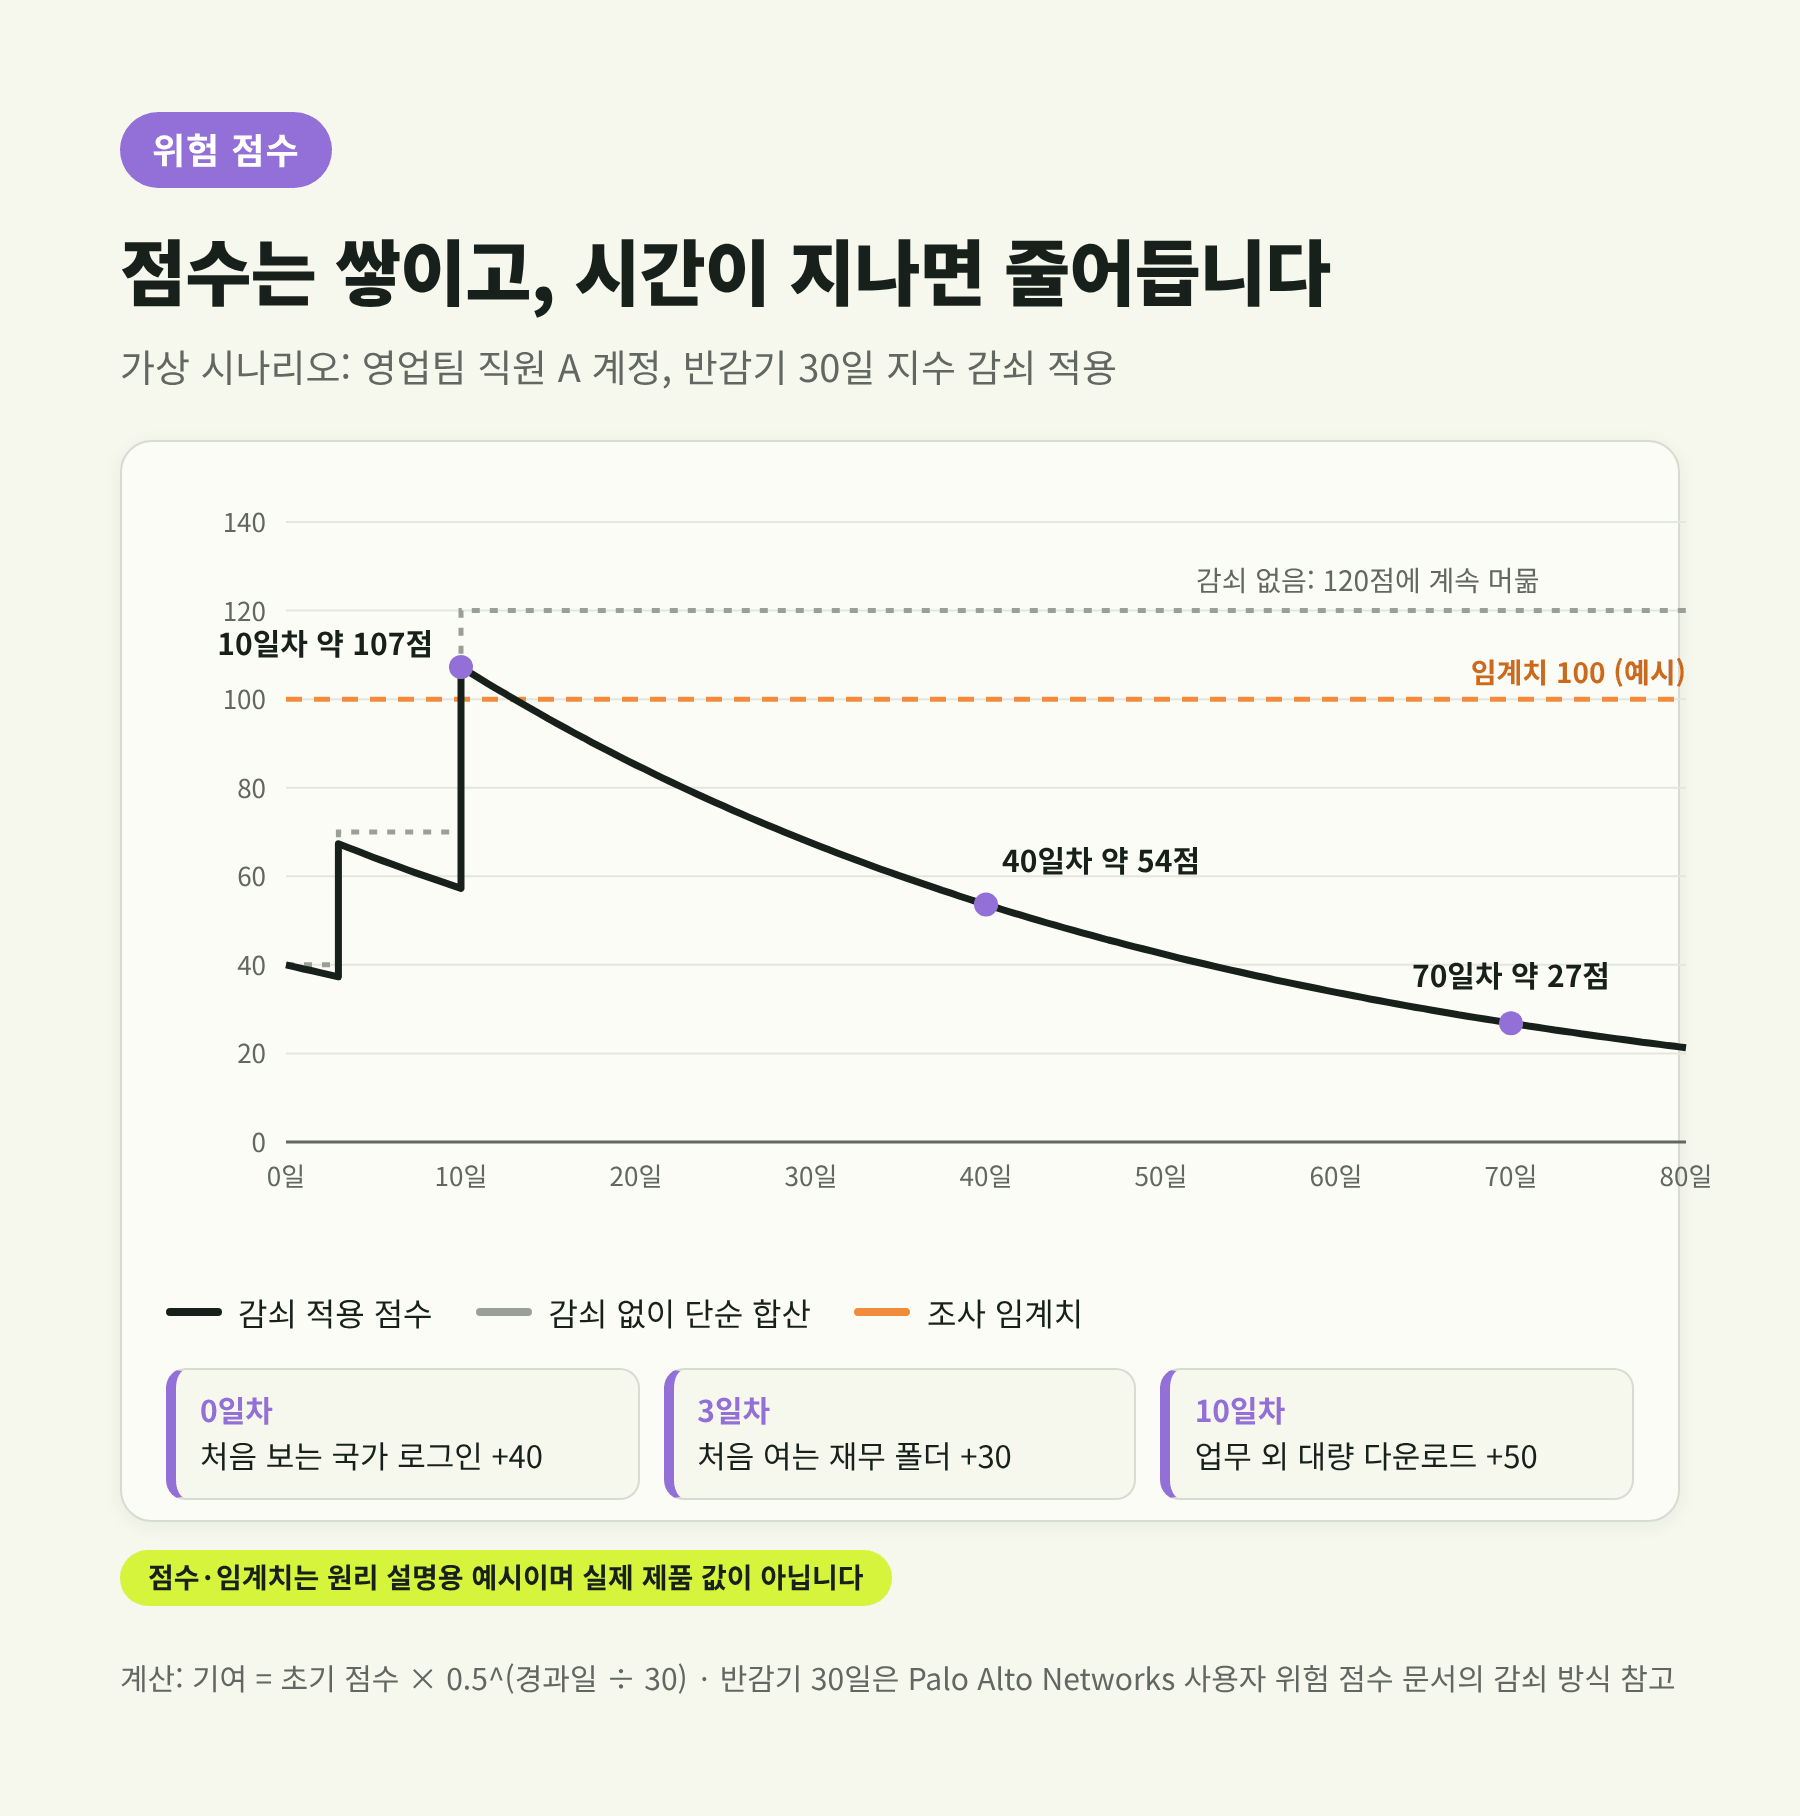 위험 점수
점수는 쌓이고, 시간이 지나면 줄어듭니다
가상 시나리오: 영업팀 직원 A 계정, 반감기 30일 지수 감쇠 적용
140
감쇠 없음: 120점에 계속 머묾
120
10일차 약 107점
임계치 100 (예시)
100
80
40일차 약 54점
60
70일차 약 27점
40
20
0
0일 10일 20일 30일 40일 50일 60일 70일 80일
감쇠 적용 점수 감쇠 없이 단순 합산 조사 임계치
0일차
처음 보는 국가 로그인 +40
3일차
처음 여는 재무 폴더 +30
10일차
업무 외 대량 다운로드 +50
점수·임계치는 원리 설명용 예시이며 실제 제품 값이 아닙니다
계산: 기여 = 초기 점수 × 0.5^(경과일 ÷ 30) · 반감기 30일은 Palo Alto Networks 사용자 위험 점수 문서의 감쇠 방식 참고